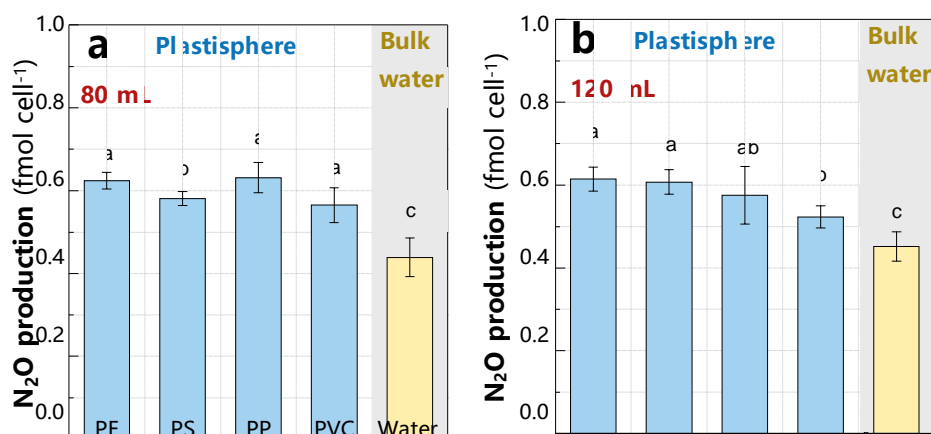 a
Plastisphere
Bulk
water
80 mL
N₂O production (fmol cell⁻¹)
1.0
0.8
0.6
0.4
0.2
0.0
a
b
a
a
c
PE
PS
PP
PVC
Water
b
Plastisphere
Bulk
water
120 mL
N₂O production (fmol cell⁻¹)
1.0
0.8
0.6
0.4
0.2
0.0
a
a
ab
b
c